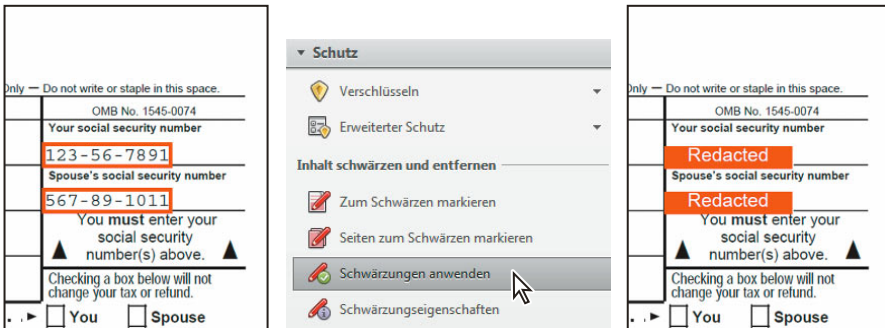 Only — Do not write or staple in this space.
OMB No. 1545-0074
Your social security number
123-56-7891
Spouse's social security number
567-89-1011
You must enter your
social security
number(s) above.
Checking a box below will not
change your tax or refund.
. . ► You Spouse
Schutz
Verschlüsseln
Erweiterter Schutz
Inhalt schwärzen und entfernen
Zum Schwärzen markieren
Seiten zum Schwärzen markieren
Schwärzungen anwenden
Schwärzungseigenschaften
Only — Do not write or staple in this space.
OMB No. 1545-0074
Your social security number
Redacted
Spouse's social security number
Redacted
You must enter your
social security
number(s) above.
Checking a box below will not
change your tax or refund.
. . ► You Spouse